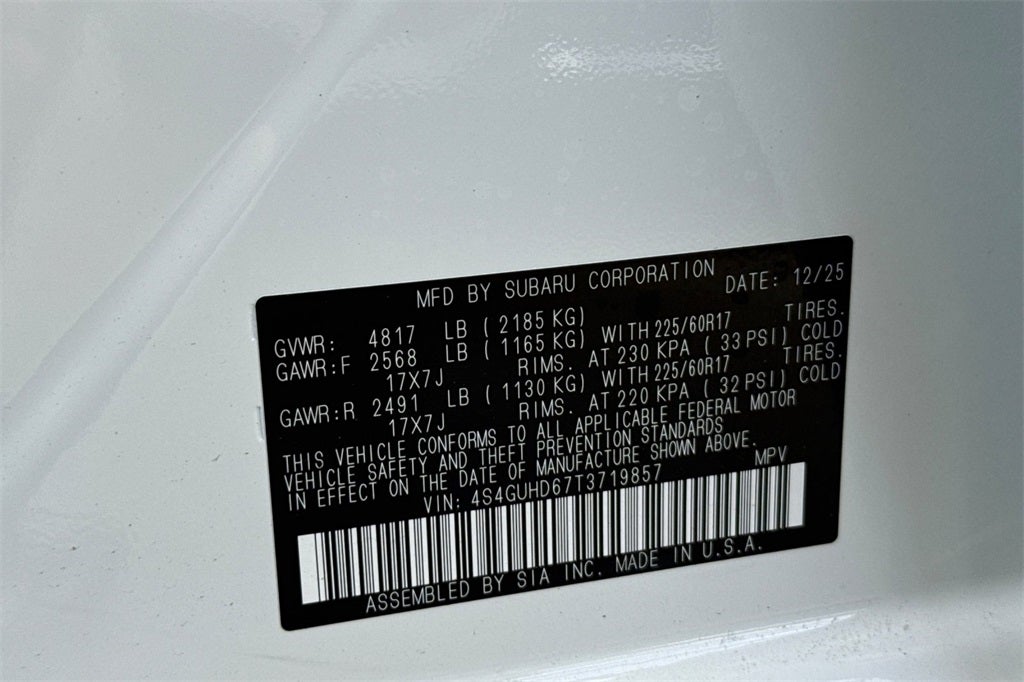 MFD BY SUBARU CORPORATION DATE: 12/25
GVWR: 4817 LB ( 2185 KG)
GAWR:F 2568 LB ( 1165 KG) WITH 225/60R17 TIRES.
17X7J RIMS. AT 230 KPA ( 33 PSI) COLD
GAWR:R 2491 LB ( 1130 KG) WITH 225/60R17 TIRES.
17X7J RIMS. AT 220 KPA ( 32 PSI) COLD
THIS VEHICLE CONFORMS TO ALL APPLICABLE FEDERAL MOTOR
VEHICLE SAFETY AND THEFT PREVENTION STANDARDS
IN EFFECT ON THE DATE OF MANUFACTURE SHOWN ABOVE.
VIN: 4S4GUHD67T3719857 MPV
ASSEMBLED BY SIA INC. MADE IN U.S.A.